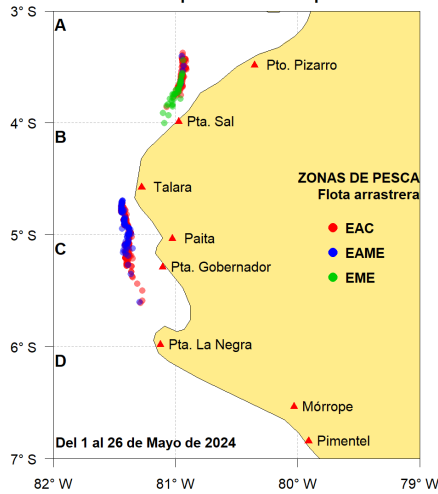 3° S
A
Pto. Pizarro
4° S
Pta. Sal
B
ZONAS DE PESCA
Talara
Flota arrastrera
EAC
Paita
5° S
C
EAME
Pta. Gobernador
EME
6° S
Pta. La Negra
D
Mórrope
Del 1 al 26 de Mayo de 2024
Pimentel
7° S
82° W
81° W
80° W
79° W